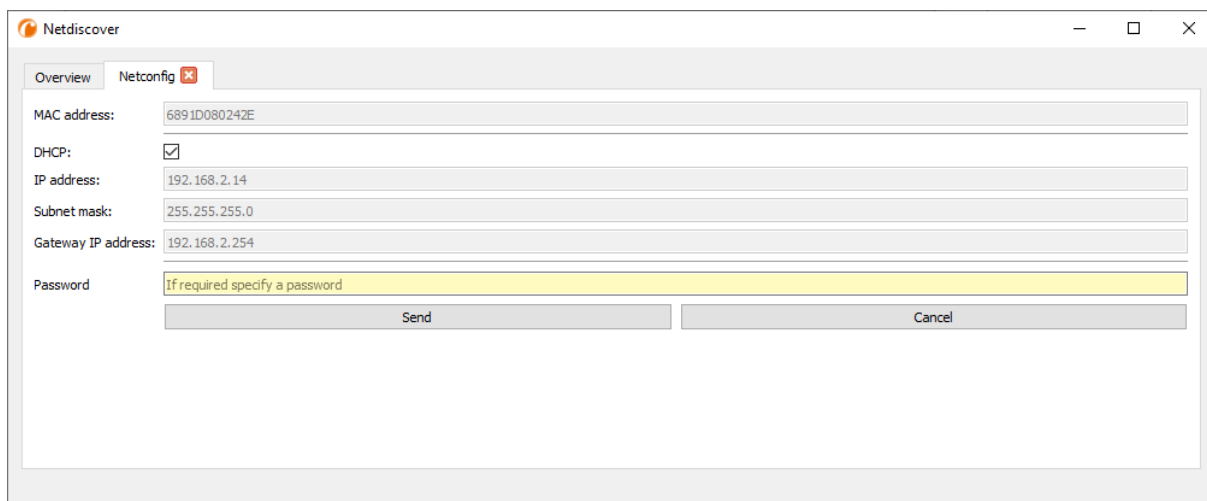 Netdiscover
Overview Netconfig
MAC address: 6891D080242E
DHCP:
IP address: 192.168.2.14
Subnet mask: 255.255.255.0
Gateway IP address: 192.168.2.254
Password If required specify a password
Send Cancel